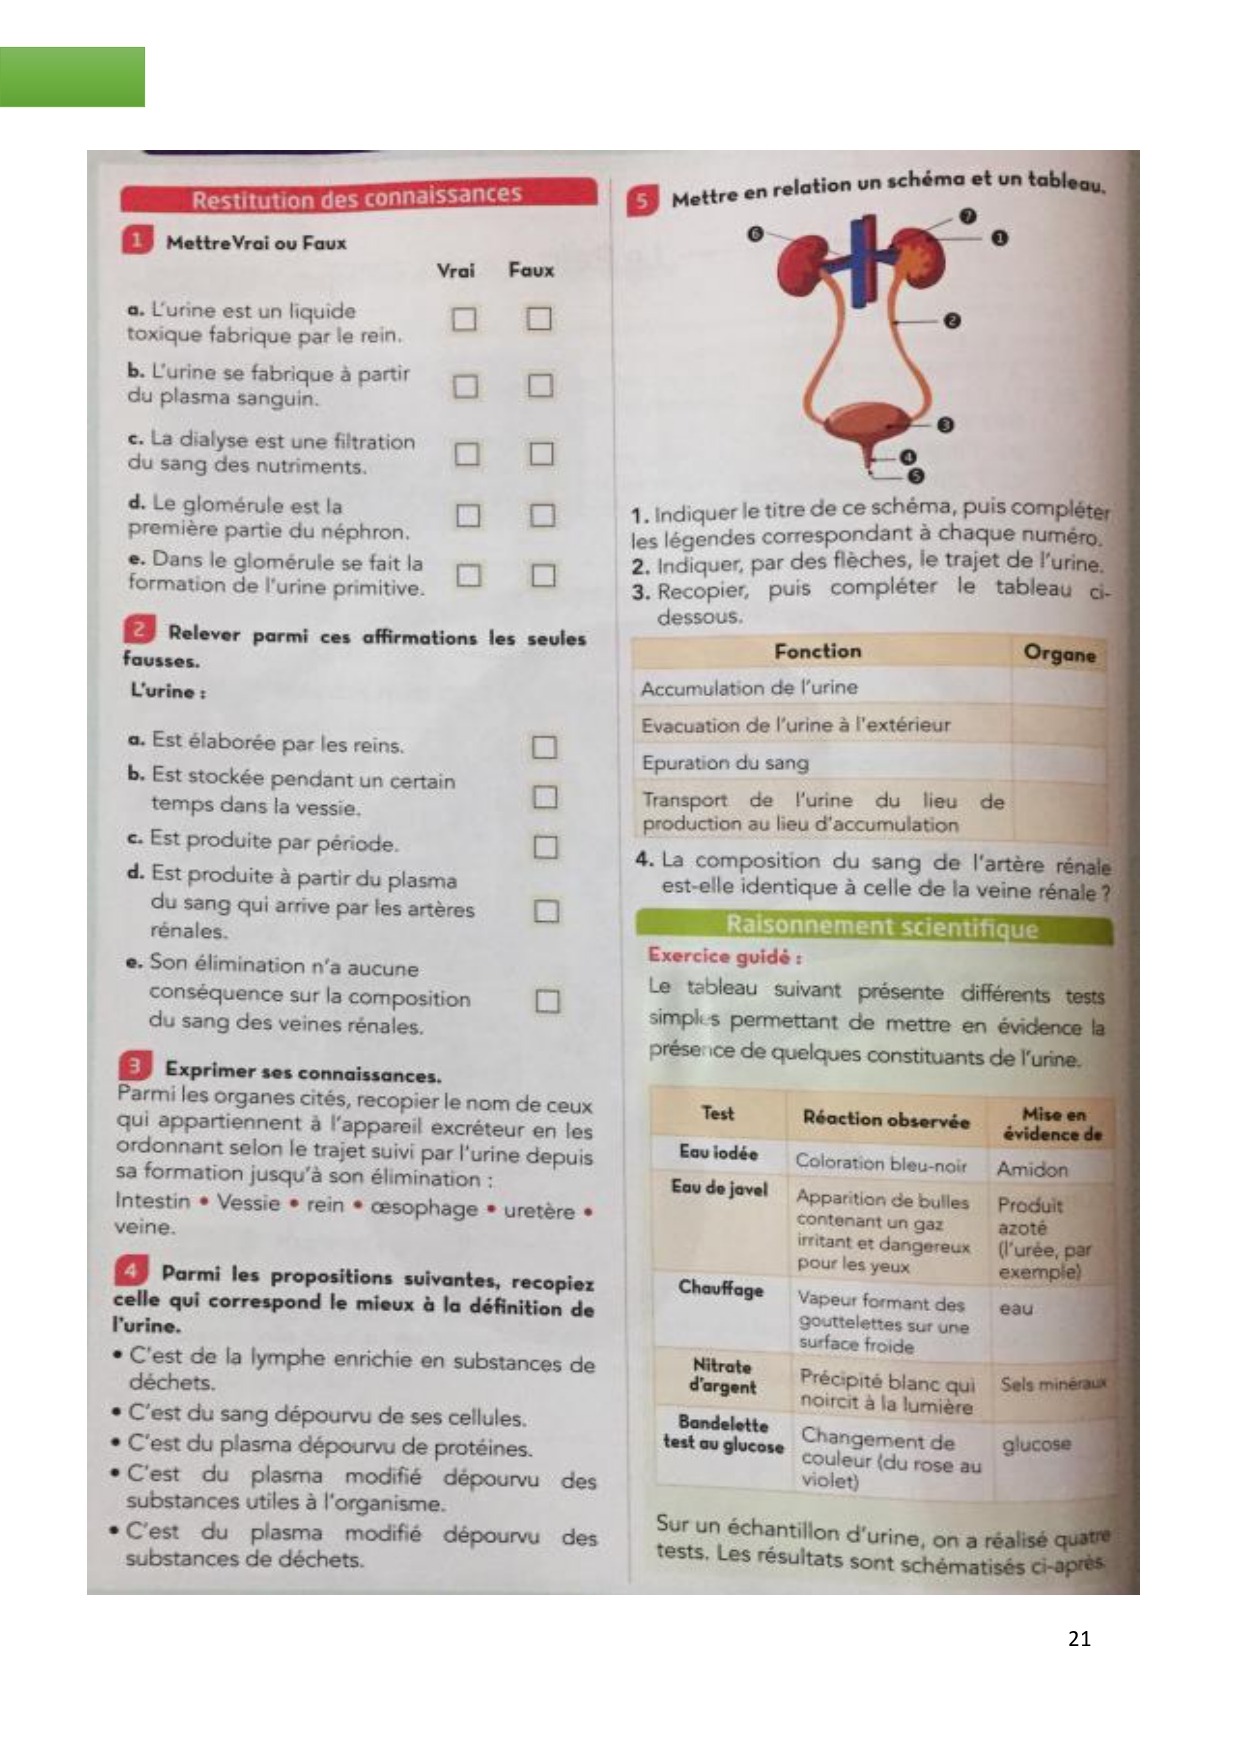 Restitution des connaissances
1 Mettre Vrai ou Faux
Vrai Faux
a. L'urine est un liquide
toxique fabrique par le rein.
b. L'urine se fabrique à partir
du plasma sanguin.
c. La dialyse est une filtration
du sang des nutriments.
d. Le glomérule est la
première partie du néphron.
e. Dans le glomérule se fait la
formation de l'urine primitive.
2 Relever parmi ces affirmations les seules
fausses.
L'urine :
a. Est élaborée par les reins.
b. Est stockée pendant un certain
temps dans la vessie.
c. Est produite par période.
d. Est produite à partir du plasma
du sang qui arrive par les artères
rénales.
e. Son élimination n'a aucune
conséquence sur la composition
du sang des veines rénales.
3 Exprimer ses connaissances.
Parmi les organes cités, recopier le nom de ceux
qui appartiennent à l'appareil excréteur en les
ordonnant selon le trajet suivi par l'urine depuis
sa formation jusqu'à son élimination :
Intestin • Vessie • rein • œsophage • uretère •
veine.
4 Parmi les propositions suivantes, recopiez
celle qui correspond le mieux à la définition de
l'urine.
• C'est de la lymphe enrichie en substances de
déchets.
• C'est du sang dépourvu de ses cellules.
• C'est du plasma dépourvu de protéines.
• C'est du plasma modifié dépourvu des
substances utiles à l'organisme.
• C'est du plasma modifié dépourvu des
substances de déchets.
5 Mettre en relation un schéma et un tableau.
7
6
1
2
3
4
5
1. Indiquer le titre de ce schéma, puis compléter
les légendes correspondant à chaque numéro.
2. Indiquer, par des flèches, le trajet de l'urine.
3. Recopier, puis compléter le tableau ci-
dessous.
Fonction Organe
Accumulation de l'urine
Evacuation de l'urine à l'extérieur
Epuration du sang
Transport de l'urine du lieu de
production au lieu d'accumulation
4. La composition du sang de l'artère rénale
est-elle identique à celle de la veine rénale ?
Raisonnement scientifique
Exercice guidé :
Le tableau suivant présente différents tests
simples permettant de mettre en évidence la
présence de quelques constituants de l'urine.
Test Réaction observée Mise en
évidence de
Eau iodée Coloration bleu-noir Amidon
Eau de javel Apparition de bulles Produit
contenant un gaz azoté
irritant et dangereux (l'urée, par
pour les yeux exemple)
Chauffage Vapeur formant des eau
gouttelettes sur une
surface froide
Nitrate Précipité blanc qui Sels minéraux
d'argent noircit à la lumière
Bandelette Changement de glucose
test au glucose couleur (du rose au
violet)
Sur un échantillon d'urine, on a réalisé quatre
tests. Les résultats sont schématisés ci-après
21